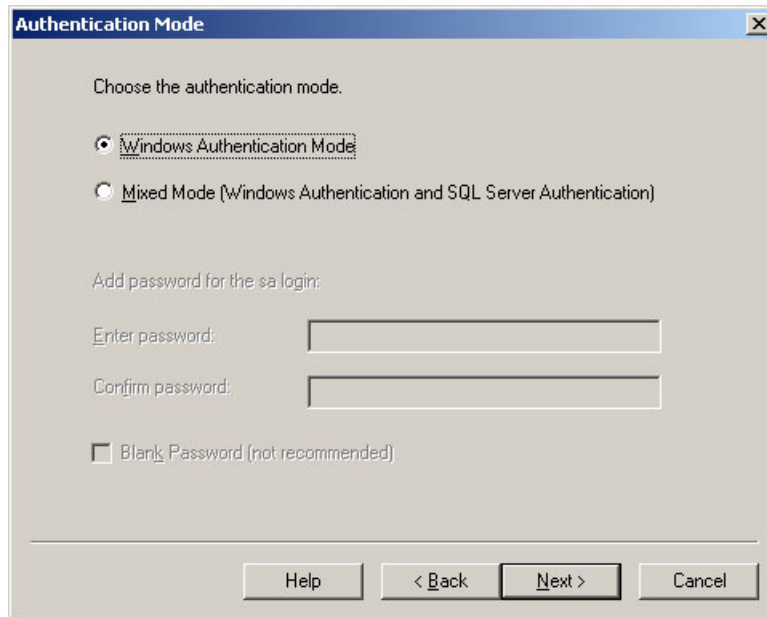 Authentication Mode
Choose the authentication mode.
Windows Authentication Mode
Mixed Mode (Windows Authentication and SQL Server Authentication)
Add password for the sa login:
Enter password:
Confirm password:
Blank Password (not recommended)
Help < Back Next > Cancel